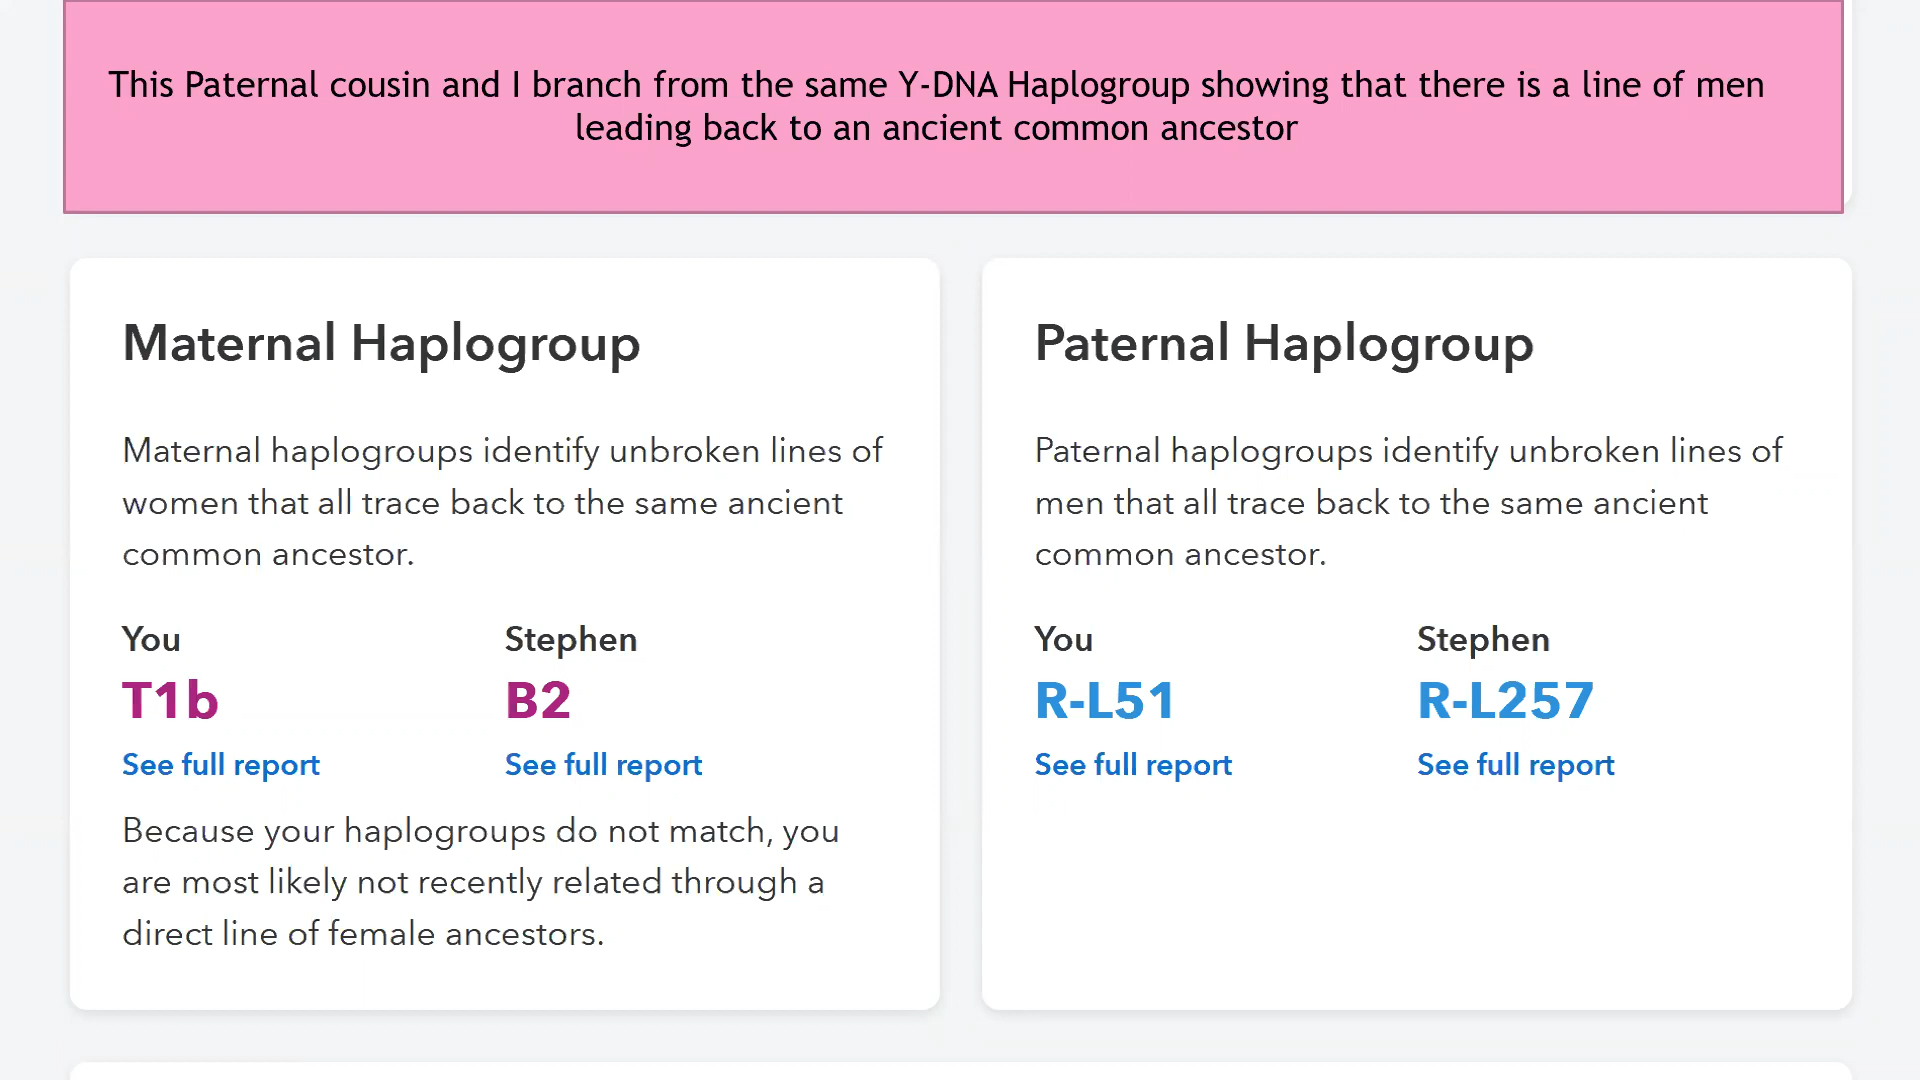 This Paternal cousin and I branch from the same Y-DNA Haplogroup showing that there is a line of men
leading back to an ancient common ancestor
Maternal Haplogroup
Maternal haplogroups identify unbroken lines of
women that all trace back to the same ancient
common ancestor.
You
Stephen
T1b
B2
See full report
See full report
Because your haplogroups do not match, you
are most likely not recently related through a
direct line of female ancestors.
Paternal Haplogroup
Paternal haplogroups identify unbroken lines of
men that all trace back to the same ancient
common ancestor.
You
Stephen
R-L51
R-L257
See full report
See full report